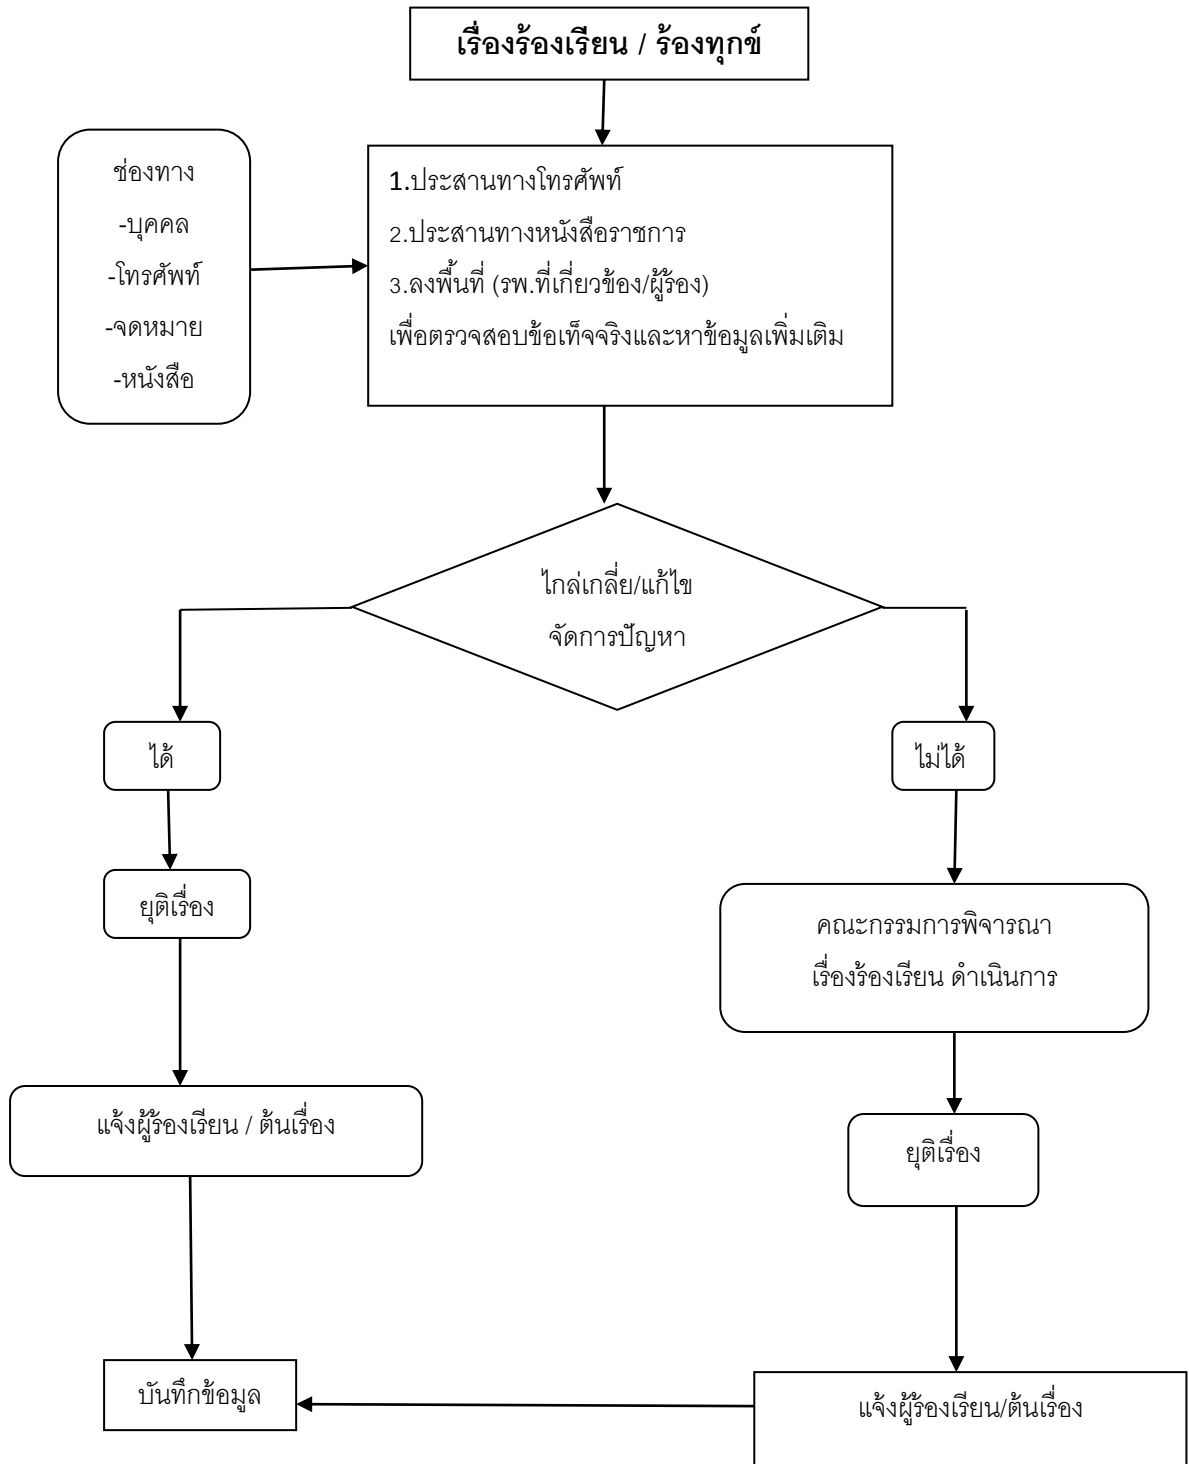 เรื่องร้องเรียน / ร้องทุกข์
ช่องทาง
-บุคคล
-โทรศัพท์
-จดหมาย
-หนังสือ
1.ประสานทางโทรศัพท์
2.ประสานทางหนังสือราชการ
3.ลงพื้นที่ (รพ.ที่เกี่ยวข้อง/ผู้ร้อง)
เพื่อตรวจสอบข้อเท็จจริงและหาข้อมูลเพิ่มเติม
ไกล่เกลี่ย/แก้ไข
จัดการปัญหา
ได้
ไม่ได้
ยุติเรื่อง
คณะกรรมการพิจารณา
เรื่องร้องเรียน ดำเนินการ
แจ้งผู้ร้องเรียน / ต้นเรื่อง
ยุติเรื่อง
บันทึกข้อมูล
แจ้งผู้ร้องเรียน/ต้นเรื่อง